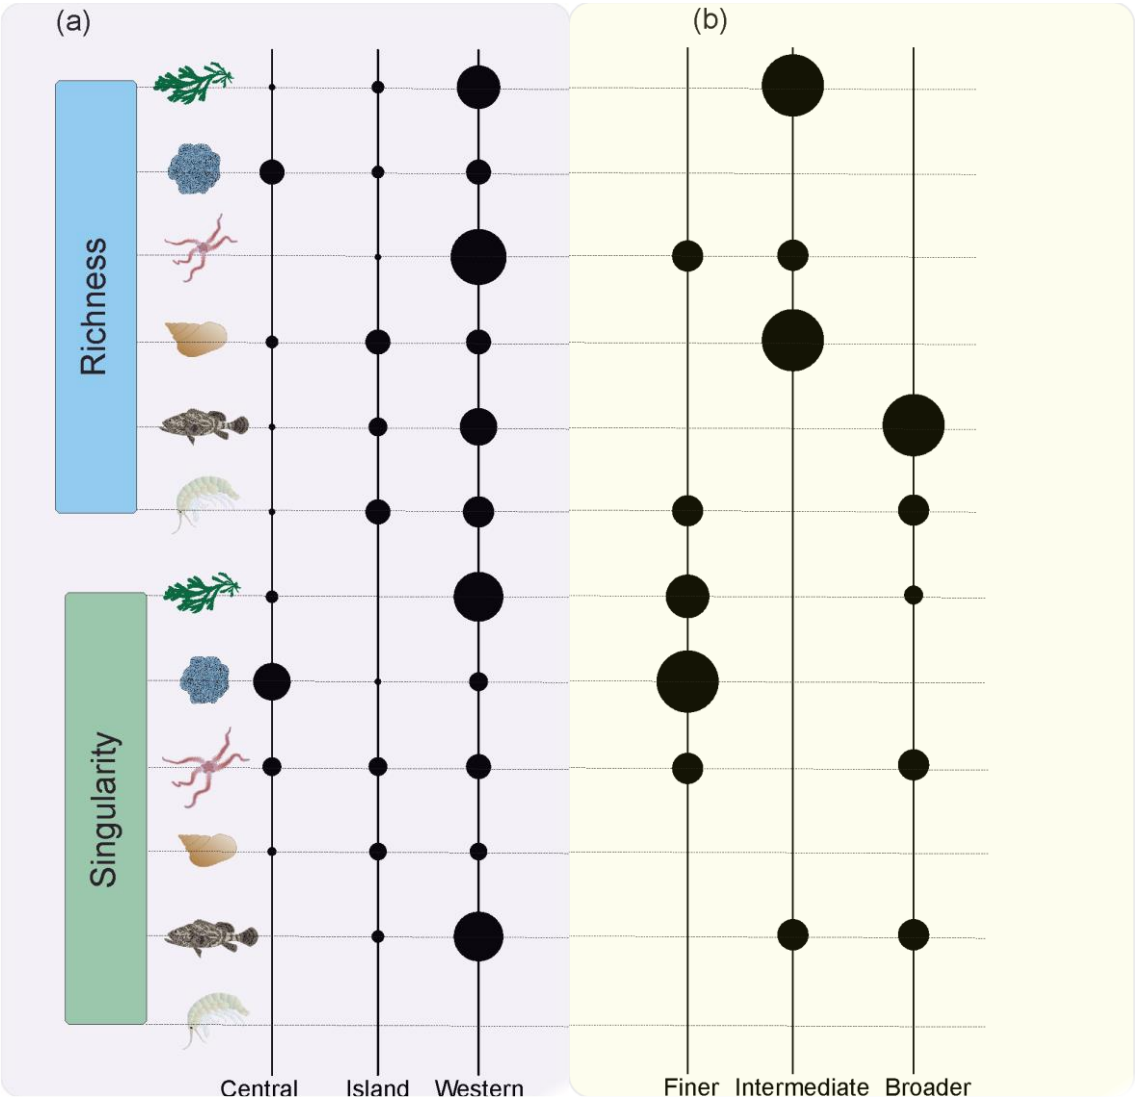 (a)
(b)
Richness
Singularity
Central Island Western
Finer Intermediate Broader